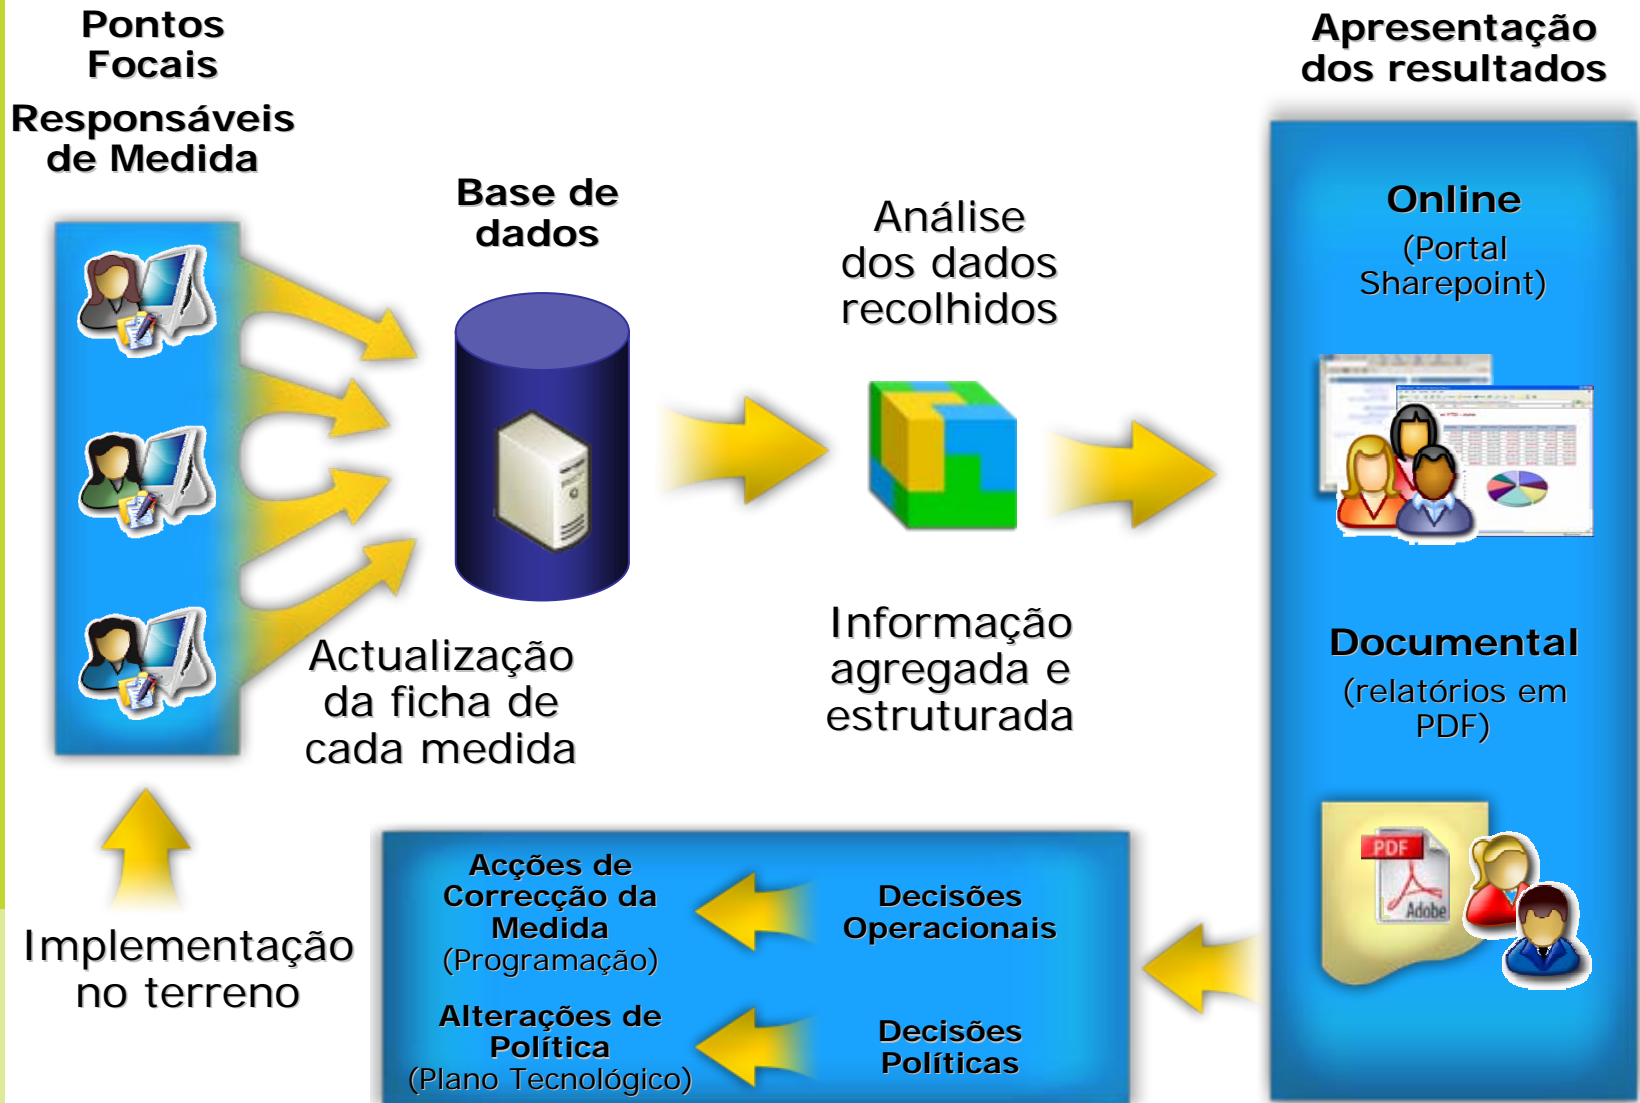 Pontos
Focais
Responsáveis
de Medida
Base de
dados
Actualização
da ficha de
cada medida
Análise
dos dados
recolhidos
Informação
agregada e
estruturada
Apresentação
dos resultados
Online
(Portal
Sharepoint)
Documental
(relatórios em
PDF)
PDF
Adobe
Decisões
Operacionais
Acções de
Correcção da
Medida
(Programação)
Decisões
Políticas
Alterações de
Política
(Plano Tecnológico)
Implementação
no terreno